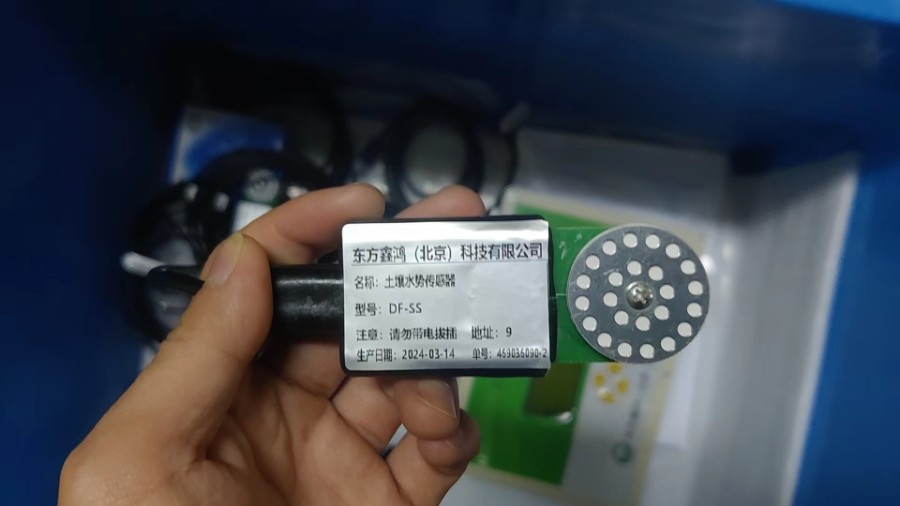 东方鑫鸿（北京）科技有限公司
名称：土壤水势传感器
型号：DF-SS
注意：请勿带电拔插 地址：9
生产日期：2024-03-14 单号：469036090-2